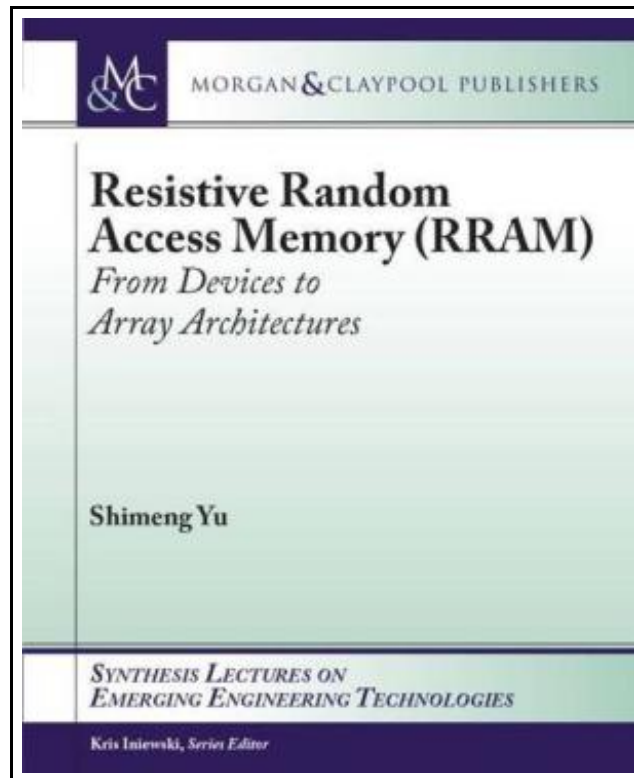 M
&C
MORGAN&CLAYPOOL PUBLISHERS
Resistive Random
Access Memory (RRAM)
From Devices to
Array Architectures
Shimeng Yu
SYNTHESIS LECTURES ON
EMERGING ENGINEERING TECHNOLOGIES
Kris Iniewski, Series Editor